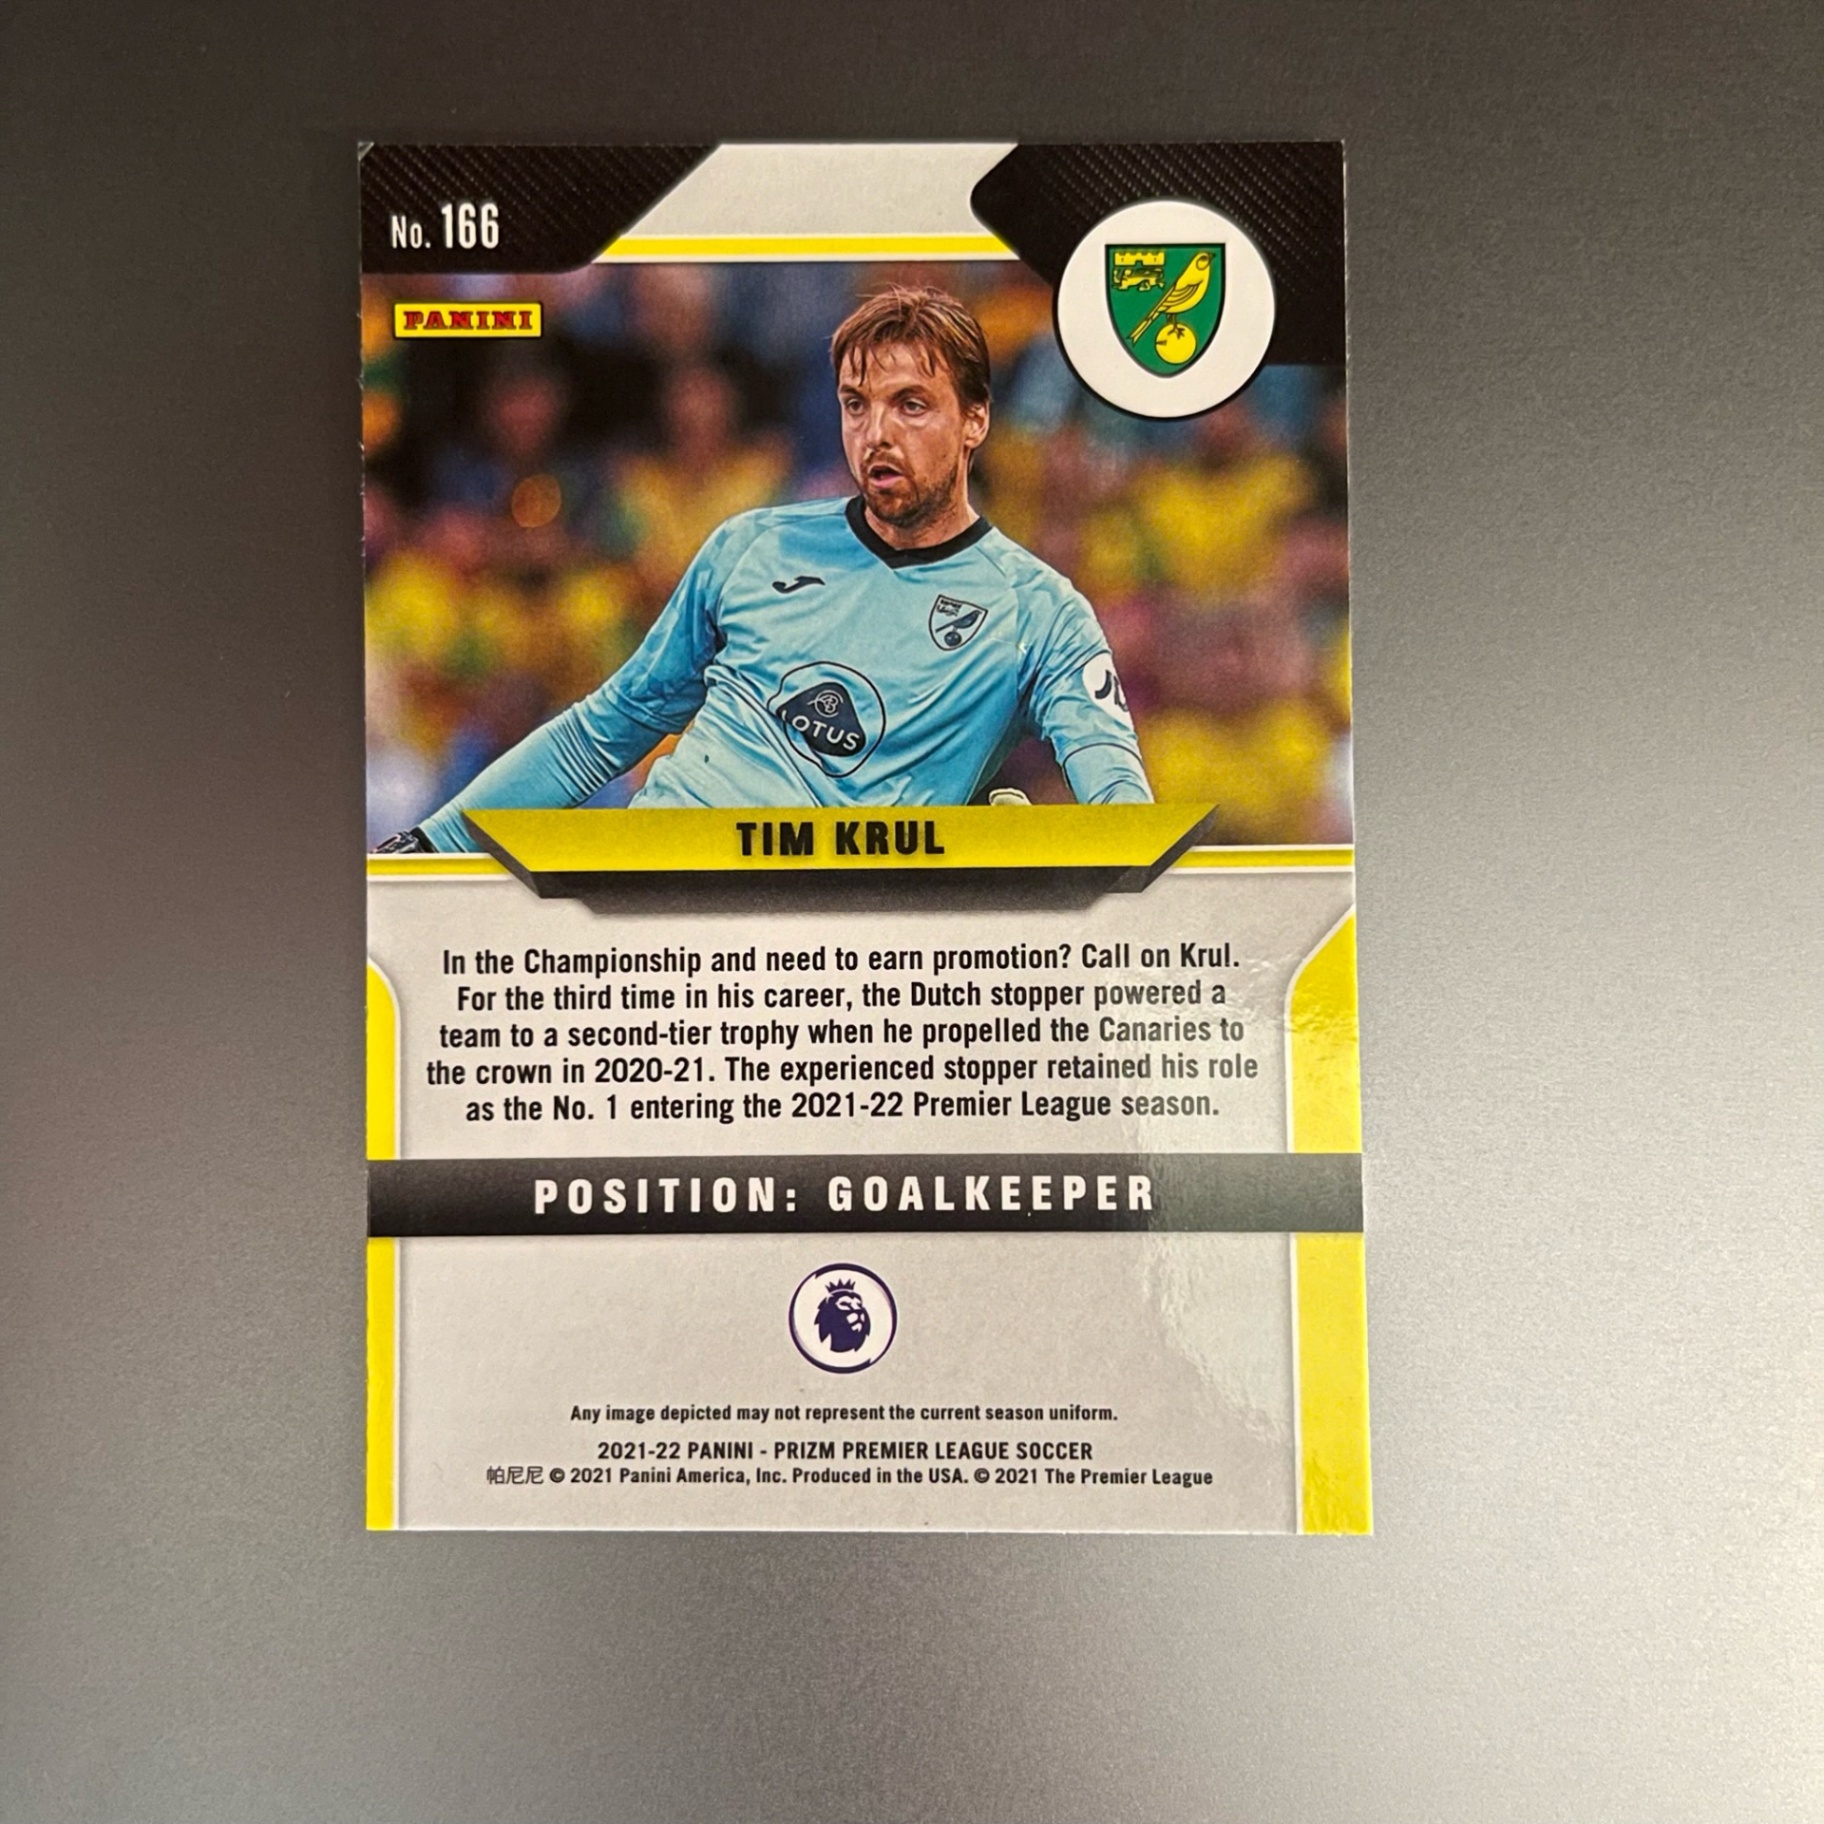 No. 166
PANINI
LOTUS
TIM KRUL
In the Championship and need to earn promotion? Call on Krul.
For the third time in his career, the Dutch stopper powered a
team to a second-tier trophy when he propelled the Canaries to
the crown in 2020-21. The experienced stopper retained his role
as the No. 1 entering the 2021-22 Premier League season.
POSITION: GOALKEEPER
Any image depicted may not represent the current season uniform.
2021-22 PANINI - PRIZM PREMIER LEAGUE SOCCER
帕尼尼 © 2021 Panini America, Inc. Produced in the USA. © 2021 The Premier League